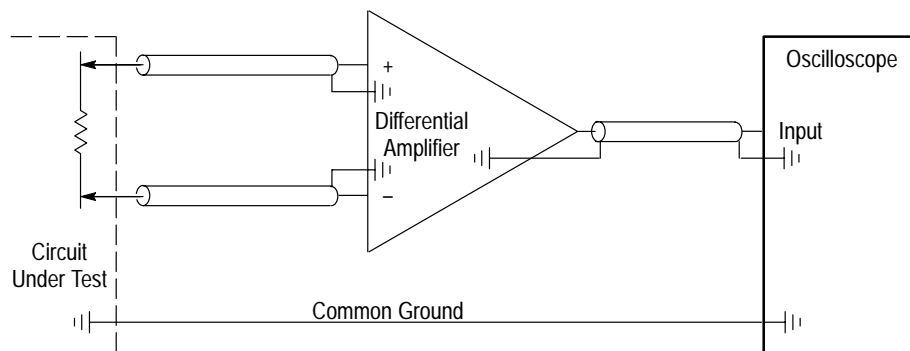 Oscilloscope
+
Differential
Amplifier
Input
−
Circuit
Under Test
Common Ground